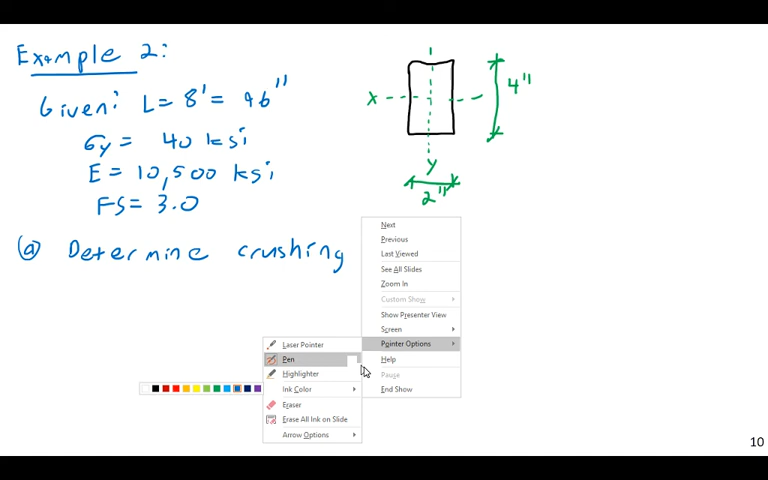 Example 2:
Given: L = 8' = 96"
σy = 40 ksi
E = 10,500 ksi
FS = 3.0
(a) Determine crushing
X
Y
4"
2"
Next
Previous
Last Viewed
See All Slides
Zoom In
Custom Show
Show Presenter View
Screen
Pointer Options
Help
Pause
End Show
Laser Pointer
Pen
Highlighter
Ink Color
Eraser
Erase All Ink on Slide
Arrow Options
10